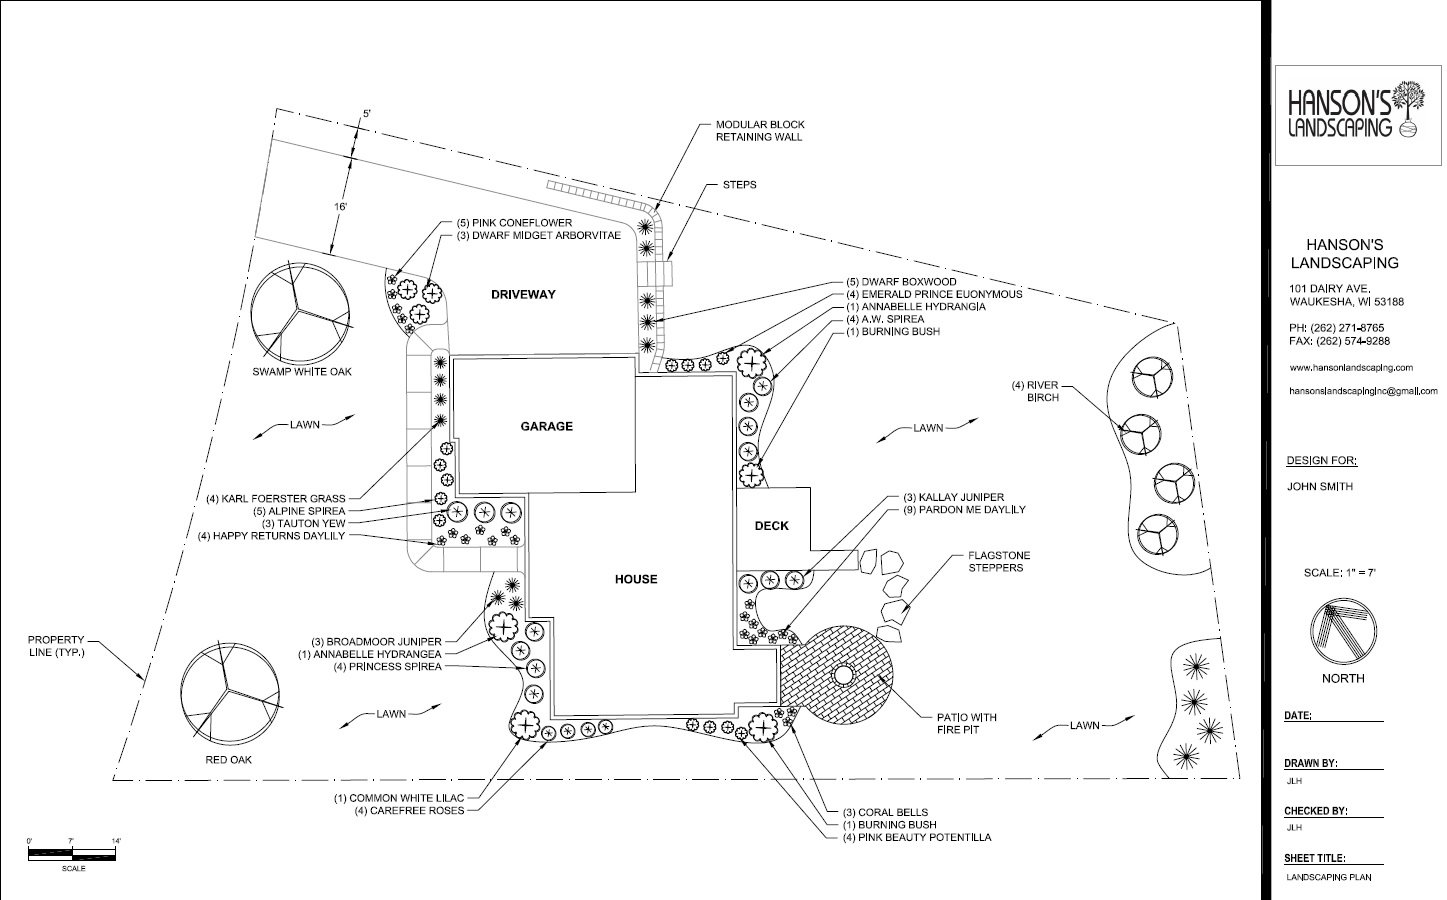 5'
16'
MODULAR BLOCK
RETAINING WALL
STEPS
(5) PINK CONEFLOWER
(3) DWARF MIDGET ARBORVITAE
DRIVEWAY
(5) DWARF BOXWOOD
(4) EMERALD PRINCE EUONYMOUS
(1) ANNABELLE HYDRANGIA
(4) A.W. SPIREA
(1) BURNING BUSH
SWAMP WHITE OAK
(4) RIVER
BIRCH
LAWN
GARAGE
LAWN
(4) KARL FOERSTER GRASS
(5) ALPINE SPIREA
(3) TAUTON YEW
(4) HAPPY RETURNS DAYLILY
(3) KALLAY JUNIPER
(9) PARDON ME DAYLILY
DECK
FLAGSTONE
STEPPERS
HOUSE
PROPERTY
LINE (TYP.)
(3) BROADMOOR JUNIPER
(1) ANNABELLE HYDRANGEA
(4) PRINCESS SPIREA
LAWN
PATIO WITH
FIRE PIT
LAWN
RED OAK
(1) COMMON WHITE LILAC
(4) CAREFREE ROSES
(3) CORAL BELLS
(1) BURNING BUSH
(4) PINK BEAUTY POTENTILLA
0' 7' 14'
SCALE
HANSON'S
LANDSCAPING
HANSON'S
LANDSCAPING
101 DAIRY AVE.
WAUKESHA, WI 53188
PH: (262) 271-8765
FAX: (262) 574-9288
www.hansonlandscaping.com
hansonslandscapinginc@gmail.com
DESIGN FOR:
JOHN SMITH
SCALE: 1" = 7'
NORTH
DATE:
DRAWN BY:
JLH
CHECKED BY:
JLH
SHEET TITLE:
LANDSCAPING PLAN